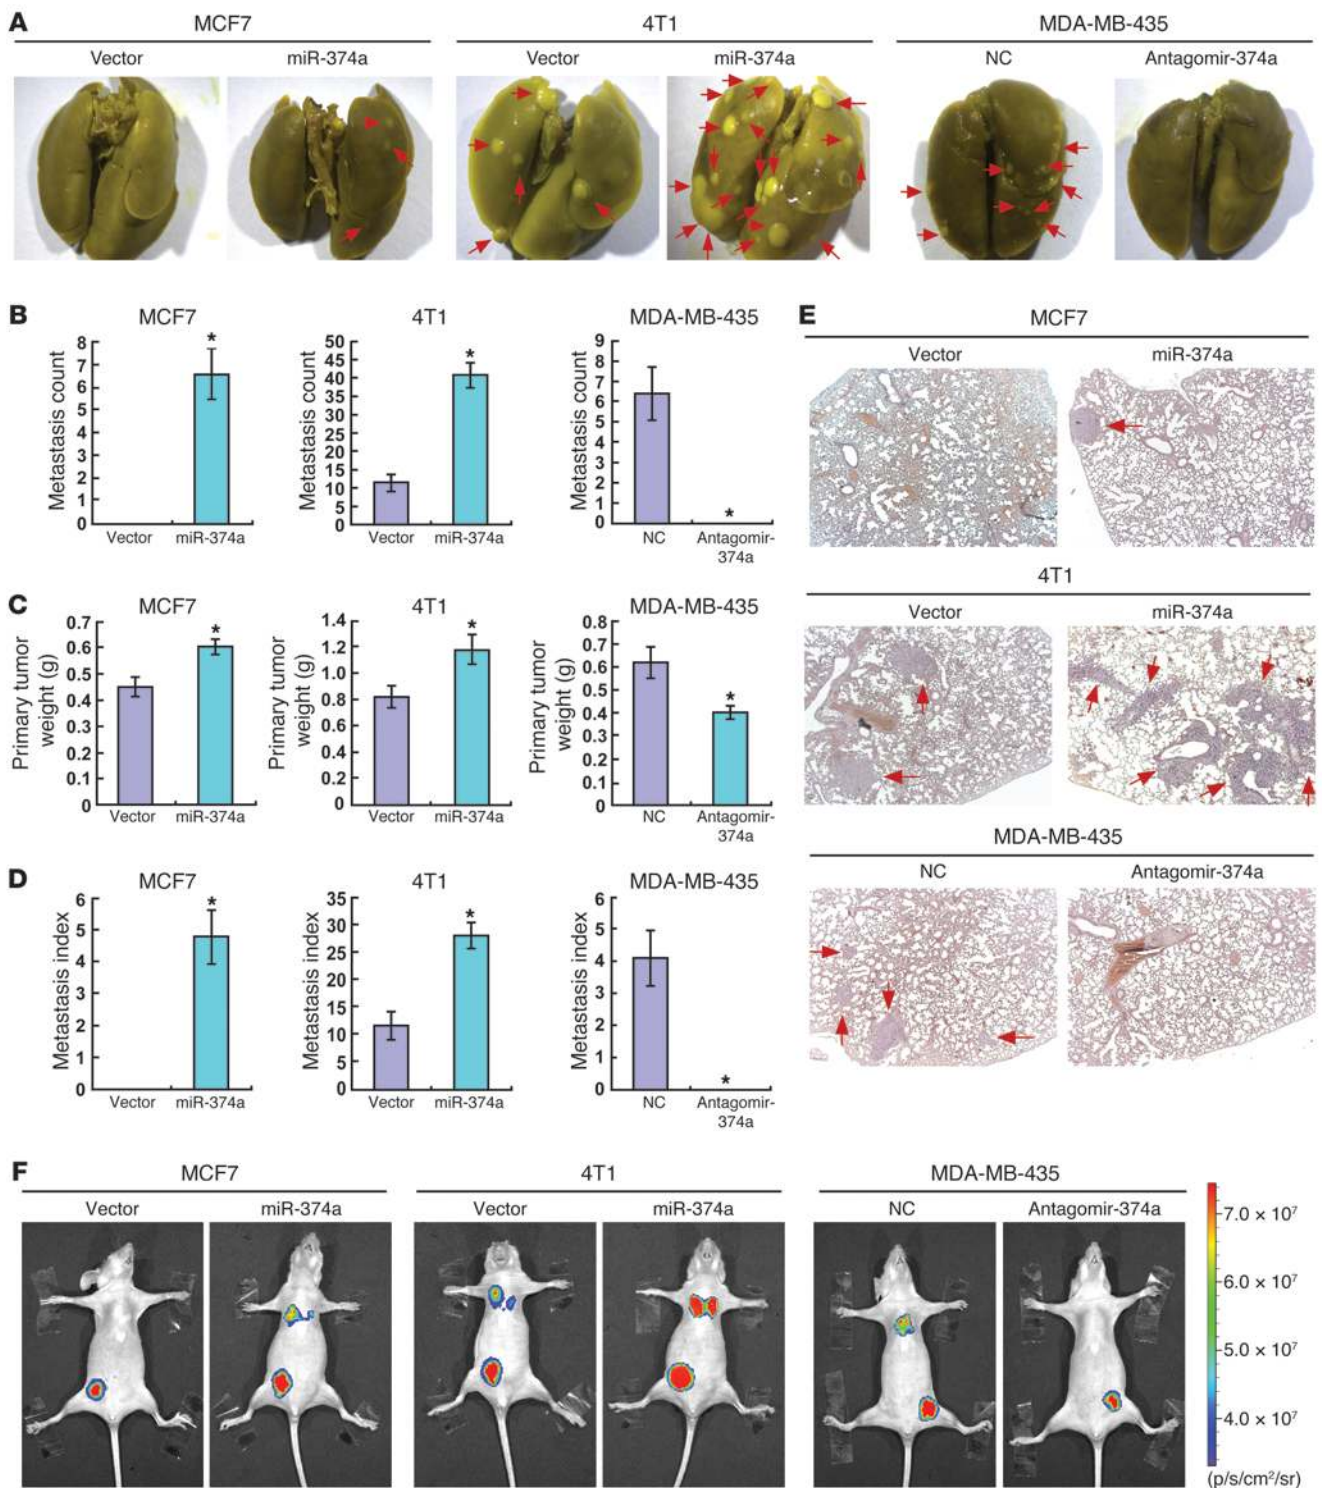 A
MCF7
4T1
MDA-MB-435
Vector
miR-374a
Vector
miR-374a
NC
Antagomir-374a
B
MCF7
Metastasis count
8
7
6
5
4
3
2
1
0
Vector
miR-374a
*
4T1
Metastasis count
50
45
40
35
30
25
20
15
10
5
0
Vector
miR-374a
*
MDA-MB-435
Metastasis count
9
8
7
6
5
4
3
2
1
0
NC
Antagomir-
374a
*
C
MCF7
Primary tumor
weight (g)
0.7
0.6
0.5
0.4
0.3
0.2
0.1
0
Vector
miR-374a
*
4T1
Primary tumor
weight (g)
1.4
1.2
1.0
0.8
0.6
0.4
0.2
0
Vector
miR-374a
*
MDA-MB-435
Primary tumor
weight (g)
0.8
0.7
0.6
0.5
0.4
0.3
0.2
0.1
0
NC
Antagomir-
374a
*
D
MCF7
Metastasis index
6
5
4
3
2
1
0
Vector
miR-374a
*
4T1
Metastasis index
35
30
25
20
15
10
5
0
Vector
miR-374a
*
MDA-MB-435
Metastasis index
6
5
4
3
2
1
0
NC
Antagomir-
374a
*
E
MCF7
Vector
miR-374a
4T1
Vector
miR-374a
MDA-MB-435
NC
Antagomir-374a
F
MCF7
4T1
MDA-MB-435
Vector
miR-374a
Vector
miR-374a
NC
Antagomir-374a
7.0 × 10⁷
6.0 × 10⁷
5.0 × 10⁷
4.0 × 10⁷
(p/s/cm²/sr)